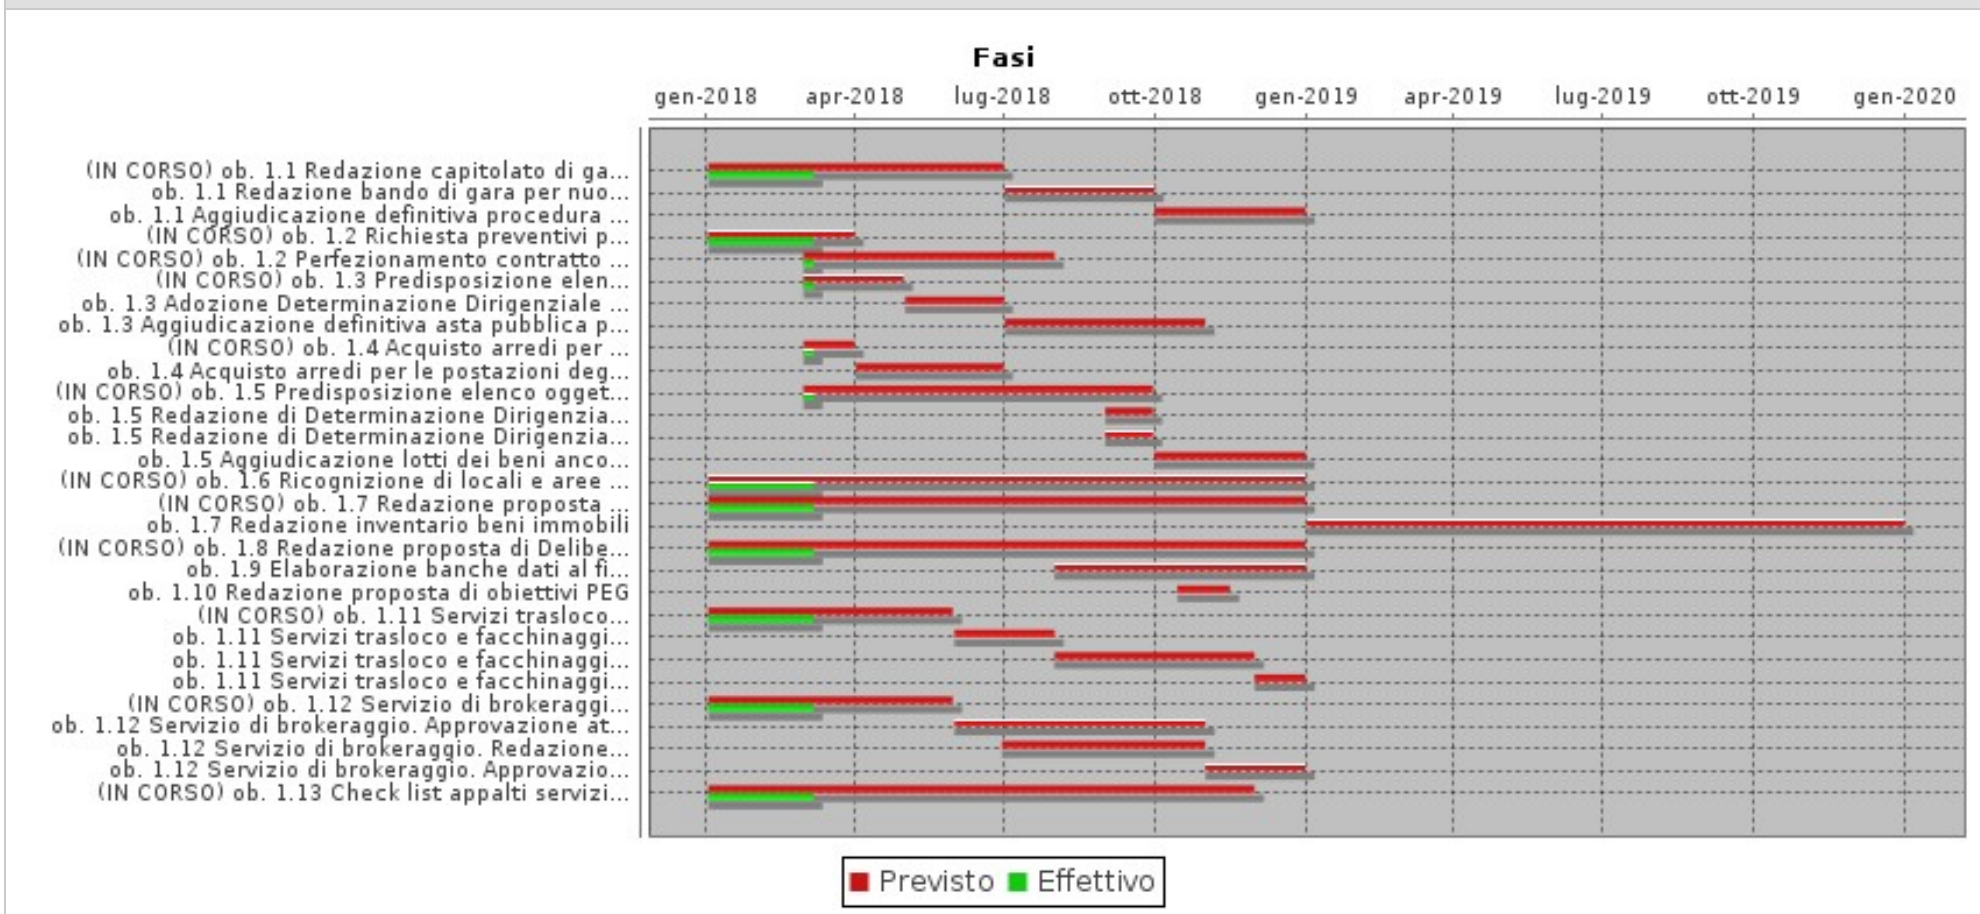 Fasi
gen-2018 apr-2018 lug-2018 ott-2018 gen-2019 apr-2019 lug-2019 ott-2019 gen-2020
(IN CORSO) ob. 1.1 Redazione capitolato di ga...
ob. 1.1 Redazione bando di gara per nuo...
ob. 1.1 Aggiudicazione definitiva procedura ...
(IN CORSO) ob. 1.2 Richiesta preventivi p...
(IN CORSO) ob. 1.2 Perfezionamento contratto ...
(IN CORSO) ob. 1.3 Predisposizione elen...
ob. 1.3 Adozione Determinazione Dirigenziale ...
ob. 1.3 Aggiudicazione definitiva asta pubblica p...
(IN CORSO) ob. 1.4 Acquisto arredi per ...
ob. 1.4 Acquisto arredi per le postazioni deg...
(IN CORSO) ob. 1.5 Predisposizione elenco ogget...
ob. 1.5 Redazione di Determinazione Dirigenzia...
ob. 1.5 Redazione di Determinazione Dirigenzia...
ob. 1.5 Aggiudicazione lotti dei beni anco...
(IN CORSO) ob. 1.6 Ricognizione di locali e aree ...
(IN CORSO) ob. 1.7 Redazione proposta ...
ob. 1.7 Redazione inventario beni immobili
(IN CORSO) ob. 1.8 Redazione proposta di Delibe...
ob. 1.9 Elaborazione banche dati al fi...
ob. 1.10 Redazione proposta di obiettivi PEG
(IN CORSO) ob. 1.11 Servizi trasloco...
ob. 1.11 Servizi trasloco e facchinaggi...
ob. 1.11 Servizi trasloco e facchinaggi...
ob. 1.11 Servizi trasloco e facchinaggi...
(IN CORSO) ob. 1.12 Servizio di brokeraggi...
ob. 1.12 Servizio di brokeraggio. Approvazione at...
ob. 1.12 Servizio di brokeraggio. Redazione...
ob. 1.12 Servizio di brokeraggio. Approvazio...
(IN CORSO) ob. 1.13 Check list appalti servizi...
Previsto Effettivo